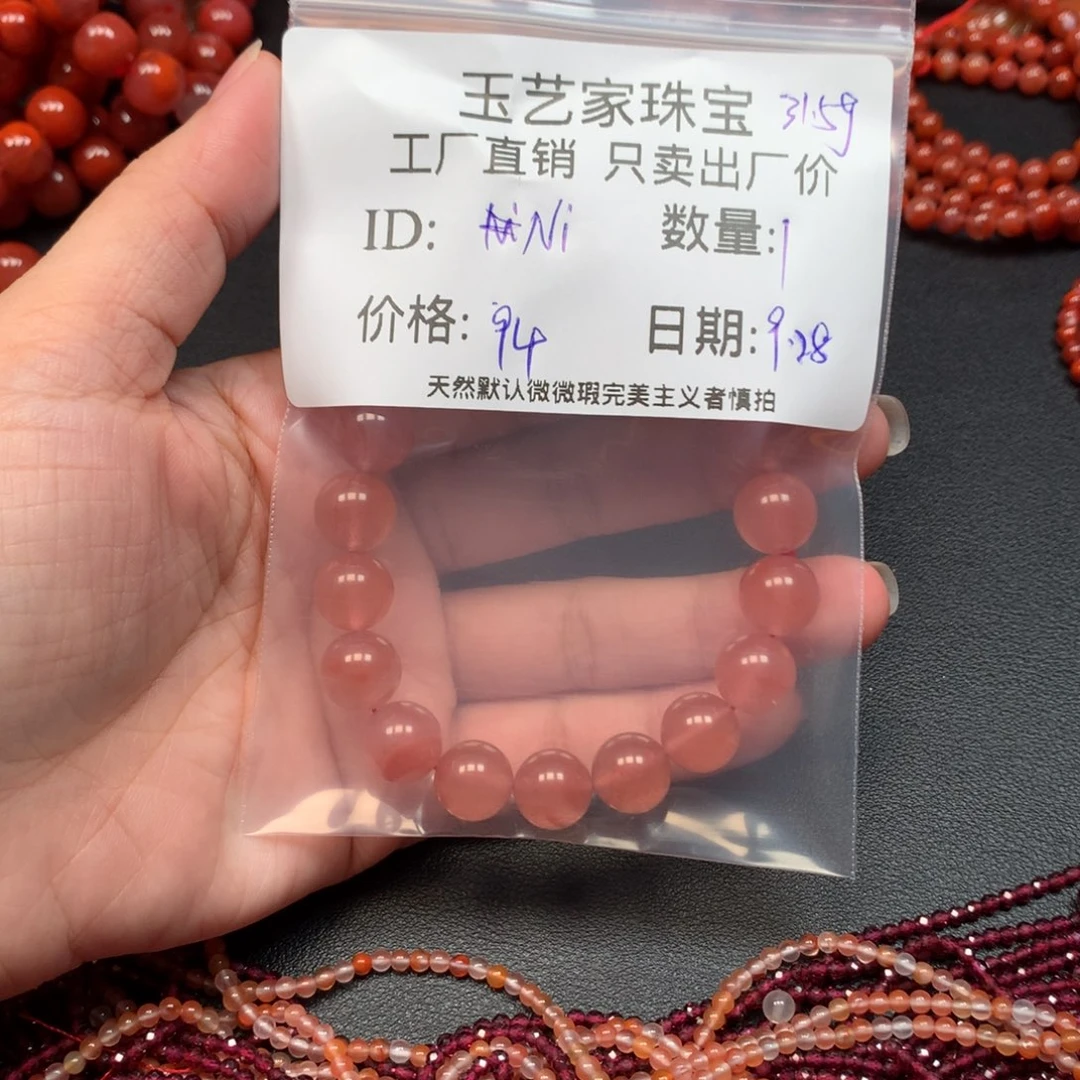 玉艺家珠宝 31.5g
工厂直销 只卖出厂价
ID: Ni 数量:1
价格: 94 日期: 9.28
天然默认微微瑕完美主义者慎拍